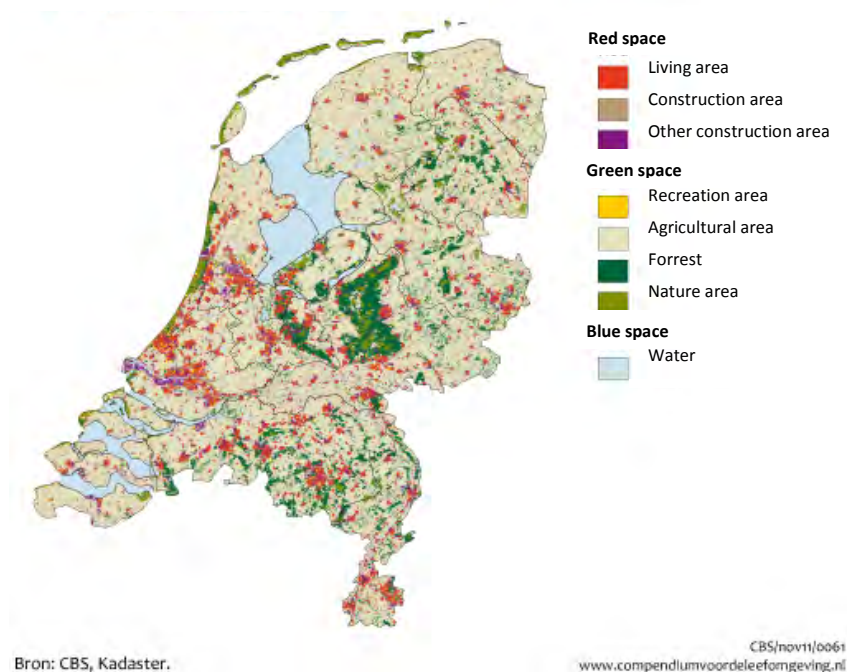 Red space
Living area
Construction area
Other construction area
Green space
Recreation area
Agricultural area
Forrest
Nature area
Blue space
Water
CBS/nov11/0061
Bron: CBS, Kadaster.
www.compendiumvoordeleefomgeving.nl